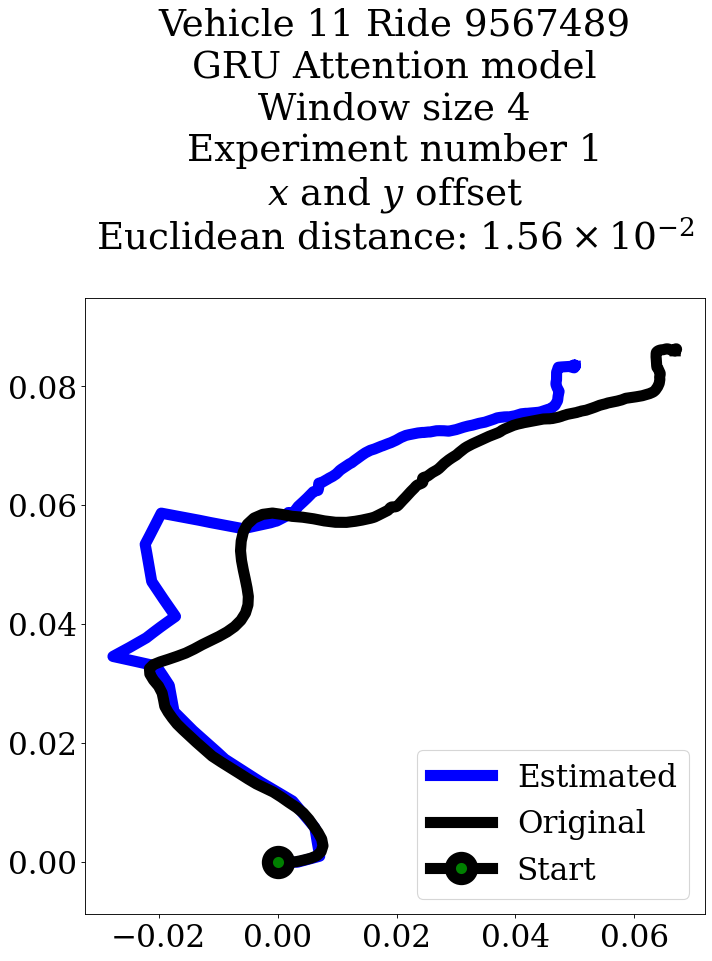 Vehicle 11 Ride 9567489
GRU Attention model
Window size 4
Experiment number 1
x and y offset
Euclidean distance: 1.56 × 10⁻²
0.08
0.06
0.04
0.02
0.00
−0.02 0.00 0.02 0.04 0.06
Estimated
Original
Start